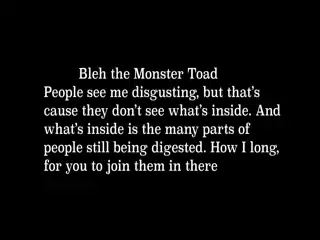 Bleh the Monster Toad
People see me disgusting, but that's
cause they don't see what's inside. And
what's inside is the many parts of
people still being digested. How I long,
for you to join them in there